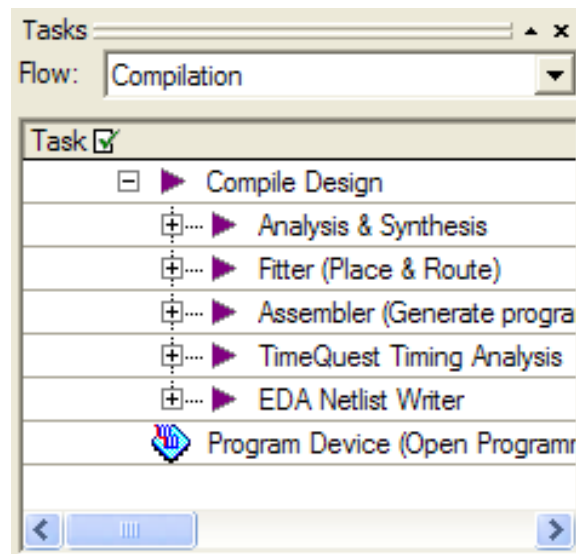 Tasks
Flow: Compilation
Task
Compile Design
Analysis & Synthesis
Fitter (Place & Route)
Assembler (Generate progra
TimeQuest Timing Analysis
EDA Netlist Writer
Program Device (Open Programm